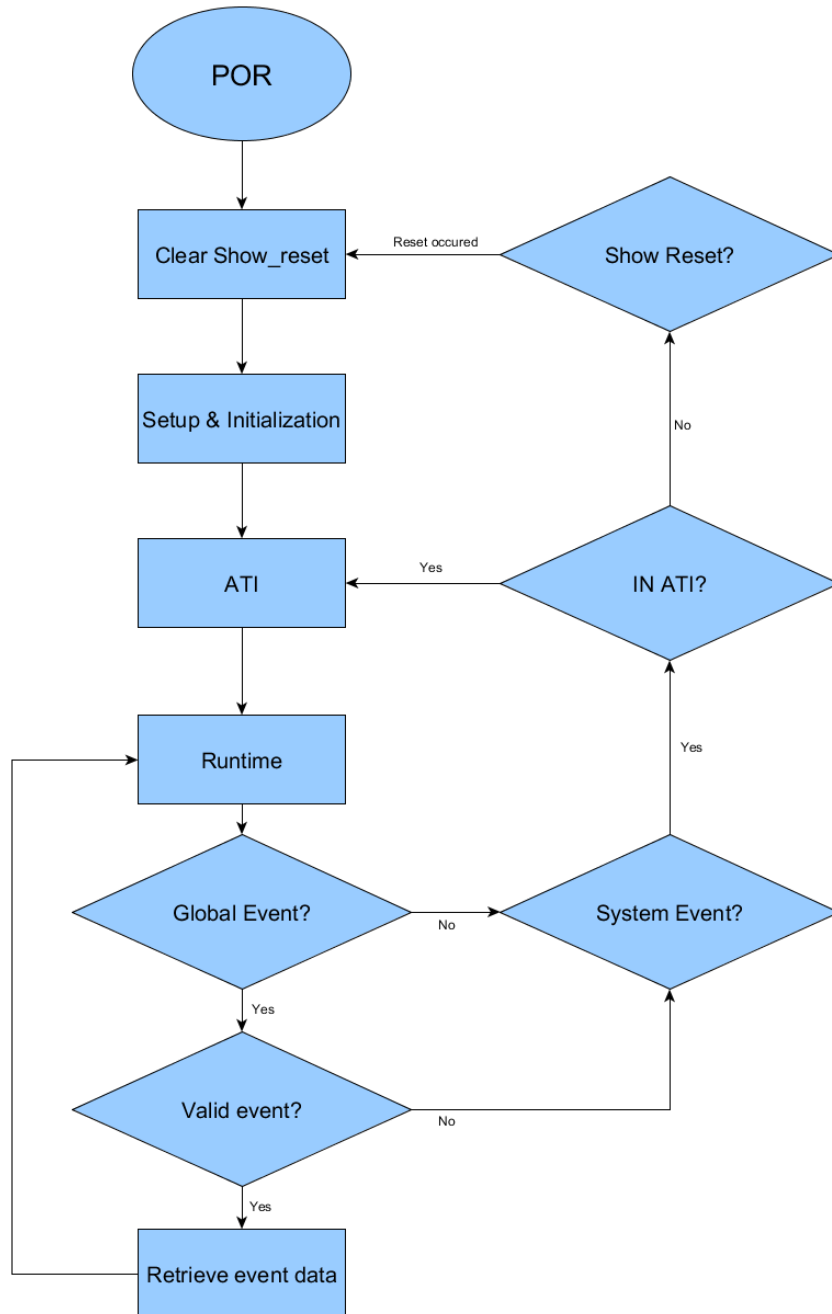 POR
Clear Show_reset
Reset occured
Show Reset?
Setup & Initialization
No
ATI
Yes
IN ATI?
Runtime
Yes
Global Event?
No
System Event?
Yes
Valid event?
No
Yes
Retrieve event data